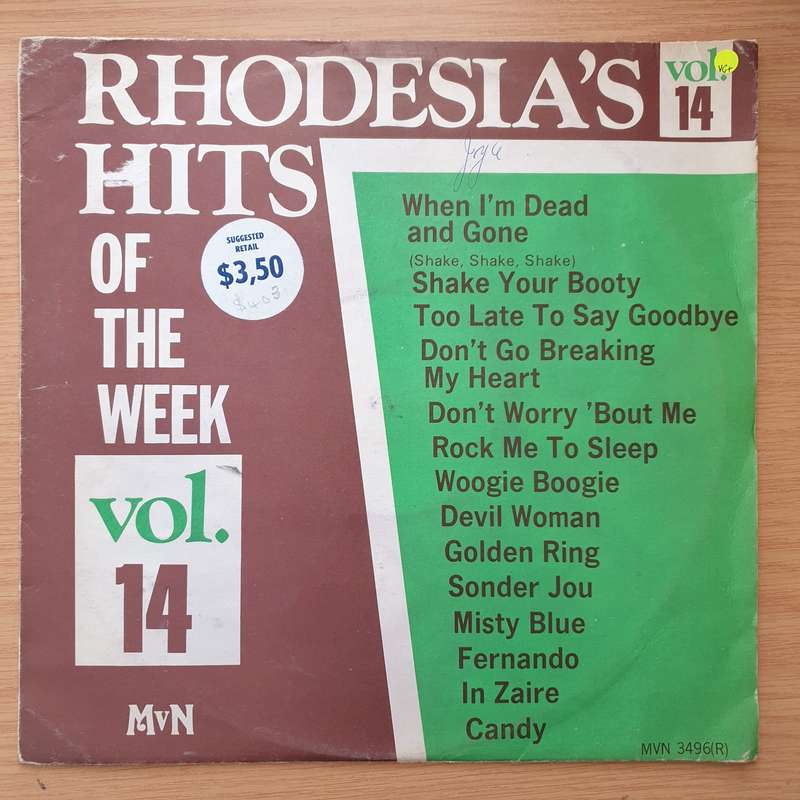 RHODESIA'S
HITS
OF
THE
WEEK
vol.
14
vol.
14
VG+
SUGGESTED
RETAIL
$3,50
$403
Joyce
When I'm Dead
and Gone
(Shake, Shake, Shake)
Shake Your Booty
Too Late To Say Goodbye
Don't Go Breaking
My Heart
Don't Worry 'Bout Me
Rock Me To Sleep
Woogie Boogie
Devil Woman
Golden Ring
Sonder Jou
Misty Blue
Fernando
In Zaire
Candy
MvN
MVN 3496(R)